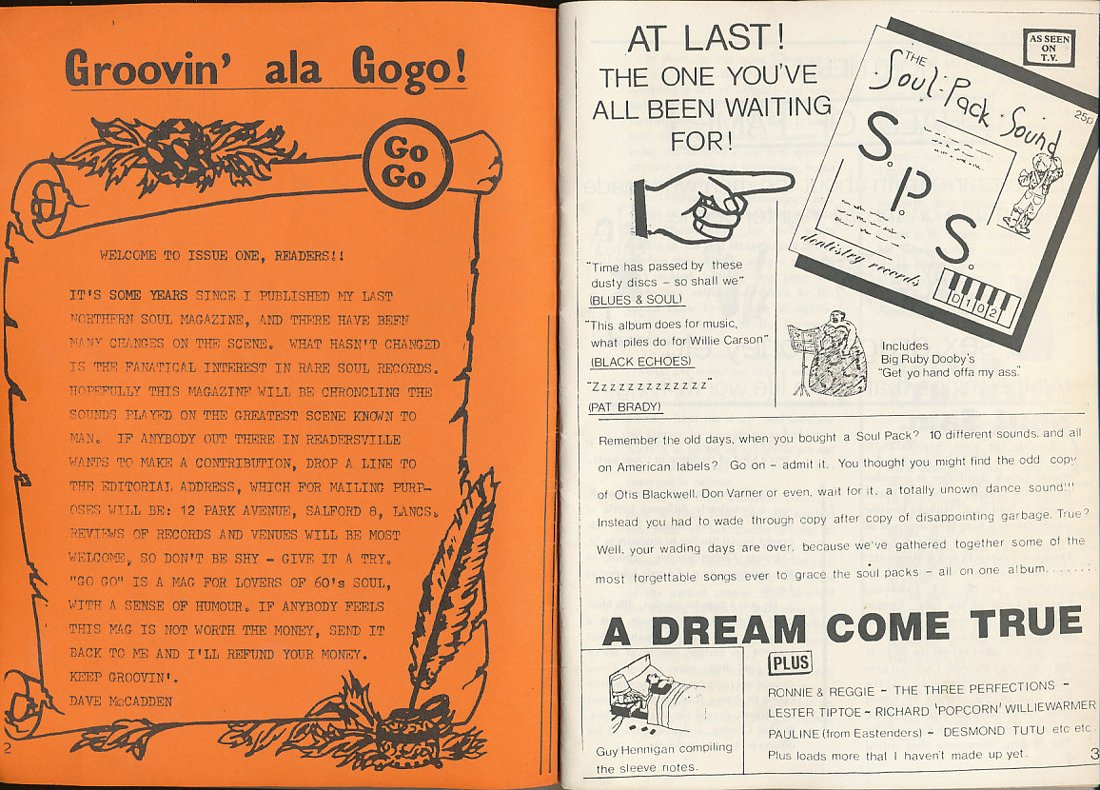 Groovin' ala Gogo!
Go
Go
WELCOME TO ISSUE ONE, READERS!!
IT'S SOME YEARS SINCE I PUBLISHED MY LAST
NORTHERN SOUL MAGAZINE, AND THERE HAVE BEEN
MANY CHANGES ON THE SCENE. WHAT HASN'T CHANGED
IS THE FANATICAL INTEREST IN RARE SOUL RECORDS.
HOPEFULLY THIS MAGAZINE WILL BE CHRONCLING THE
SOUNDS PLAYED ON THE GREATEST SCENE KNOWN TO
MAN. IF ANYBODY OUT THERE IN READERSVILLE
WANTS TO MAKE A CONTRIBUTION, DROP A LINE TO
THE EDITORIAL ADDRESS, WHICH FOR MAILING PURP-
OSES WILL BE: 12 PARK AVENUE, SALFORD 8, LANCS.
REVIEWS OF RECORDS AND VENUES WILL BE MOST
WELCOME, SO DON'T BE SHY - GIVE IT A TRY.
"GO GO" IS A MAG FOR LOVERS OF 60's SOUL,
WITH A SENSE OF HUMOUR. IF ANYBODY FEELS
THIS MAG IS NOT WORTH THE MONEY, SEND IT
BACK TO ME AND I'LL REFUND YOUR MONEY.
KEEP GROOVIN'.
DAVE McCADDEN
2
AT LAST!
THE ONE YOU'VE
ALL BEEN WAITING
FOR!
AS SEEN
ON
T.V.
THE
Soul-Pack Sound
25p
S.
P.
S.
dentistry records
D102
"Time has passed by these
dusty discs - so shall we"
(BLUES & SOUL)
"This album does for music,
what piles do for Willie Carson"
(BLACK ECHOES)
"Zzzzzzzzzzzzz"
(PAT BRADY)
Includes
Big Ruby Dooby's
"Get yo hand offa my ass."
Remember the old days, when you bought a Soul Pack? 10 different sounds, and all
on American labels? Go on - admit it. You thought you might find the odd copy
of Otis Blackwell, Don Varner or even, wait for it, a totally unown dance sound!!!
Instead you had to wade through copy after copy of disappointing garbage. True?
Well, your wading days are over, because we've gathered together some of the
most forgettable songs ever to grace the soul packs - all on one album.......
A DREAM COME TRUE
Guy Hennigan compiling
the sleeve notes.
PLUS
RONNIE & REGGIE ~ THE THREE PERFECTIONS ~
LESTER TIPTOE ~ RICHARD 'POPCORN' WILLIEWARMER
PAULINE (from Eastenders) ~ DESMOND TUTU etc etc
Plus loads more that I haven't made up yet.
3